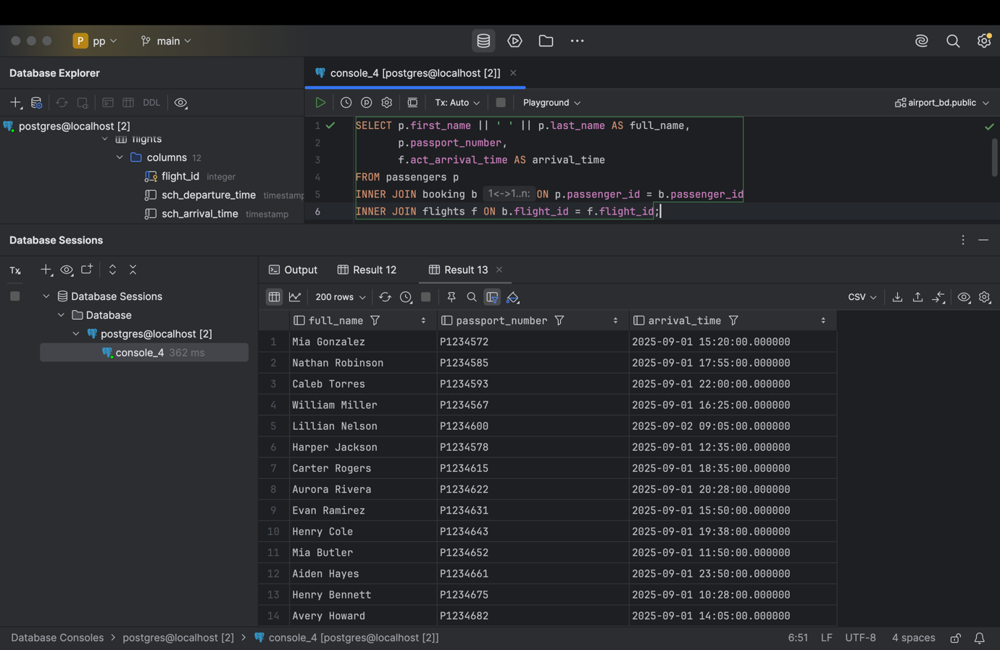 P pp main
Database Explorer
console_4 [postgres@localhost [2]]
DDL
Tx: Auto Playground airport_bd.public
postgres@localhost [2]
flights
columns 12
flight_id integer
sch_departure_time timestamp
sch_arrival_time timestamp
1 SELECT p.first_name || ' ' || p.last_name AS full_name,
2 p.passport_number,
3 f.act_arrival_time AS arrival_time
4 FROM passengers p
5 INNER JOIN booking b 1<->1..n: ON p.passenger_id = b.passenger_id
6 INNER JOIN flights f ON b.flight_id = f.flight_id;
Database Sessions
Tx
Database Sessions
Database
postgres@localhost [2]
console_4 362 ms
Output Result 12 Result 13
200 rows CSV
full_name passport_number arrival_time
1 Mia Gonzalez P1234572 2025-09-01 15:20:00.000000
2 Nathan Robinson P1234585 2025-09-01 17:55:00.000000
3 Caleb Torres P1234593 2025-09-01 22:00:00.000000
4 William Miller P1234567 2025-09-01 16:25:00.000000
5 Lillian Nelson P1234600 2025-09-02 09:05:00.000000
6 Harper Jackson P1234578 2025-09-01 12:35:00.000000
7 Carter Rogers P1234615 2025-09-01 18:35:00.000000
8 Aurora Rivera P1234622 2025-09-01 20:28:00.000000
9 Evan Ramirez P1234631 2025-09-01 15:50:00.000000
10 Henry Cole P1234643 2025-09-01 19:38:00.000000
11 Mia Butler P1234652 2025-09-01 11:50:00.000000
12 Aiden Hayes P1234661 2025-09-01 23:50:00.000000
13 Henry Bennett P1234675 2025-09-01 10:28:00.000000
14 Avery Howard P1234682 2025-09-01 14:05:00.000000
Database Consoles > postgres@localhost [2] > console_4 [postgres@localhost [2]]
6:51 LF UTF-8 4 spaces